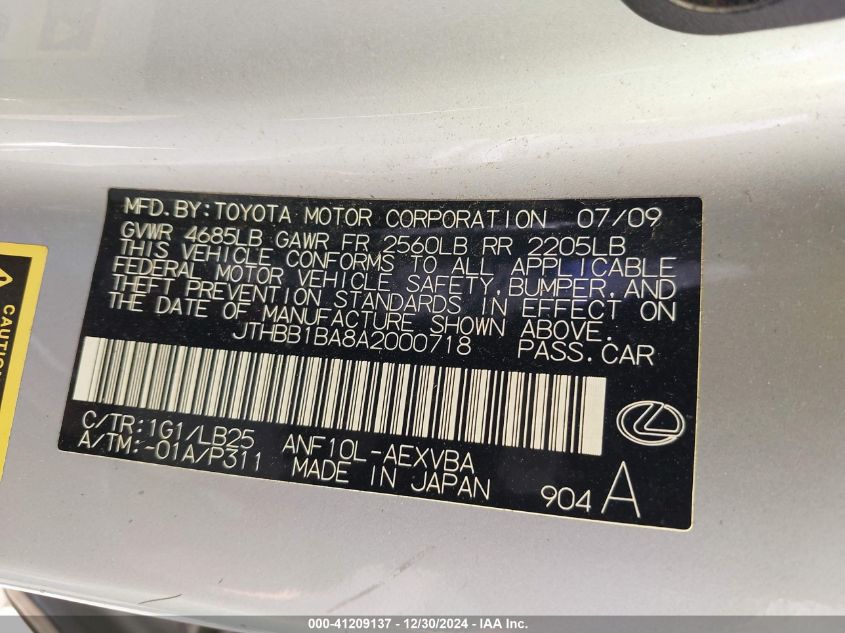 MFD.BY:TOYOTA MOTOR CORPORATION 07/09
GVWR 4685LB GAWR FR 2560LB RR 2205LB
THIS VEHICLE CONFORMS TO ALL APPLICABLE
FEDERAL MOTOR VEHICLE SAFETY,BUMPER,AND
THEFT PREVENTION STANDARDS IN EFFECT ON
THE DATE OF MANUFACTURE SHOWN ABOVE.
JTHBB1BA8A2000718 PASS.CAR
C/TR:1G1/LB25 ANF10L-AEXVBA
A/TM:-01A/P311 MADE IN JAPAN
904 A
CAUTION
000-41209137 - 12/30/2024 - IAA Inc.